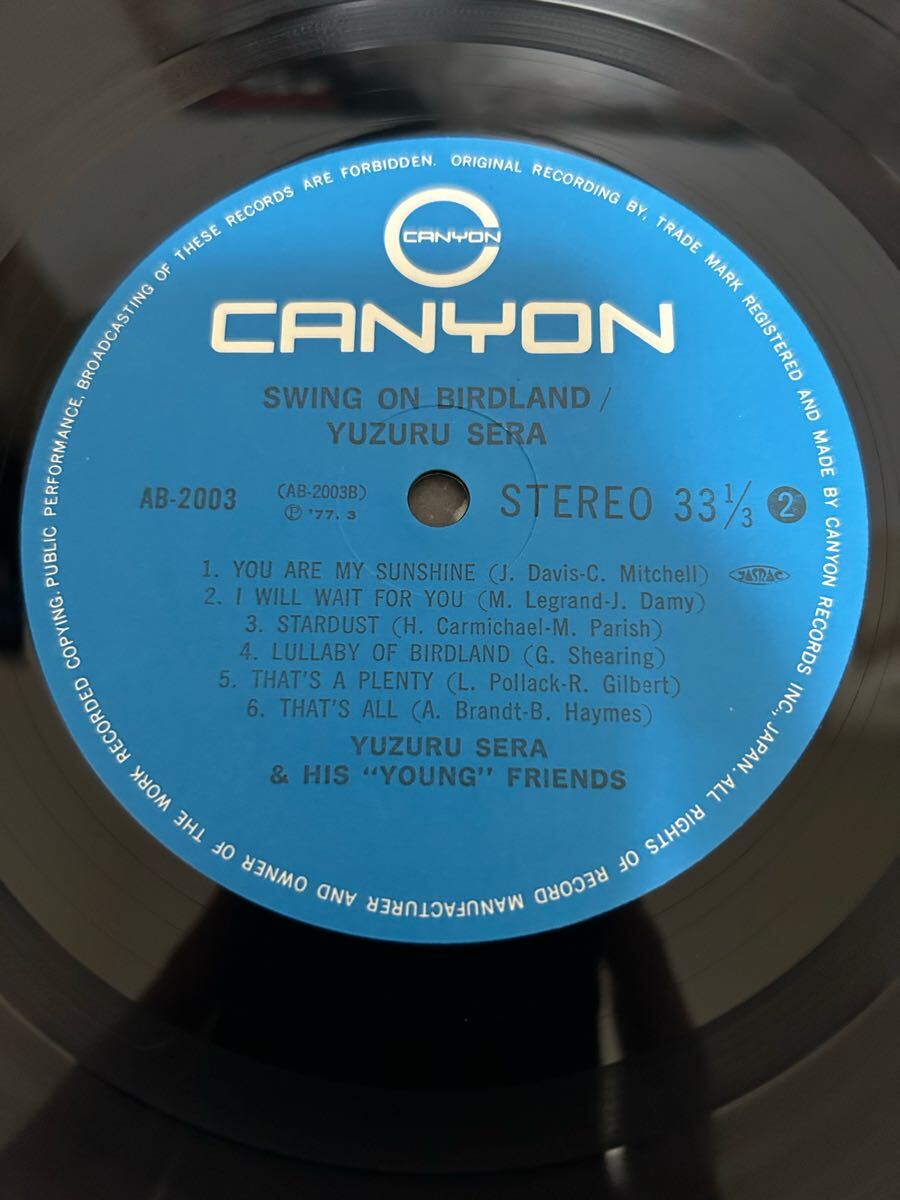 CANYON
CANYON
SWING ON BIRDLAND /
YUZURU SERA
AB-2003 (AB-2003B) STEREO 33 1/3 2
Ⓟ '77. 3
1. YOU ARE MY SUNSHINE (J. Davis-C. Mitchell) JASRAC
2. I WILL WAIT FOR YOU (M. Legrand-J. Damy)
3. STARDUST (H. Carmichael-M. Parish)
4. LULLABY OF BIRDLAND (G. Shearing)
5. THAT'S A PLENTY (L. Pollack-R. Gilbert)
6. THAT'S ALL (A. Brandt-B. Haymes)
YUZURU SERA
& HIS "YOUNG" FRIENDS
ORIGINAL RECORDING BY, TRADE MARK REGISTERED AND MADE BY CANYON RECORDS INC., JAPAN. ALL RIGHTS OF RECORD MANUFACTURER AND OWNER OF THE WORK RECORDED COPYING. PUBLIC PERFORMANCE, BROADCASTING OF THESE RECORDS ARE FORBIDDEN.